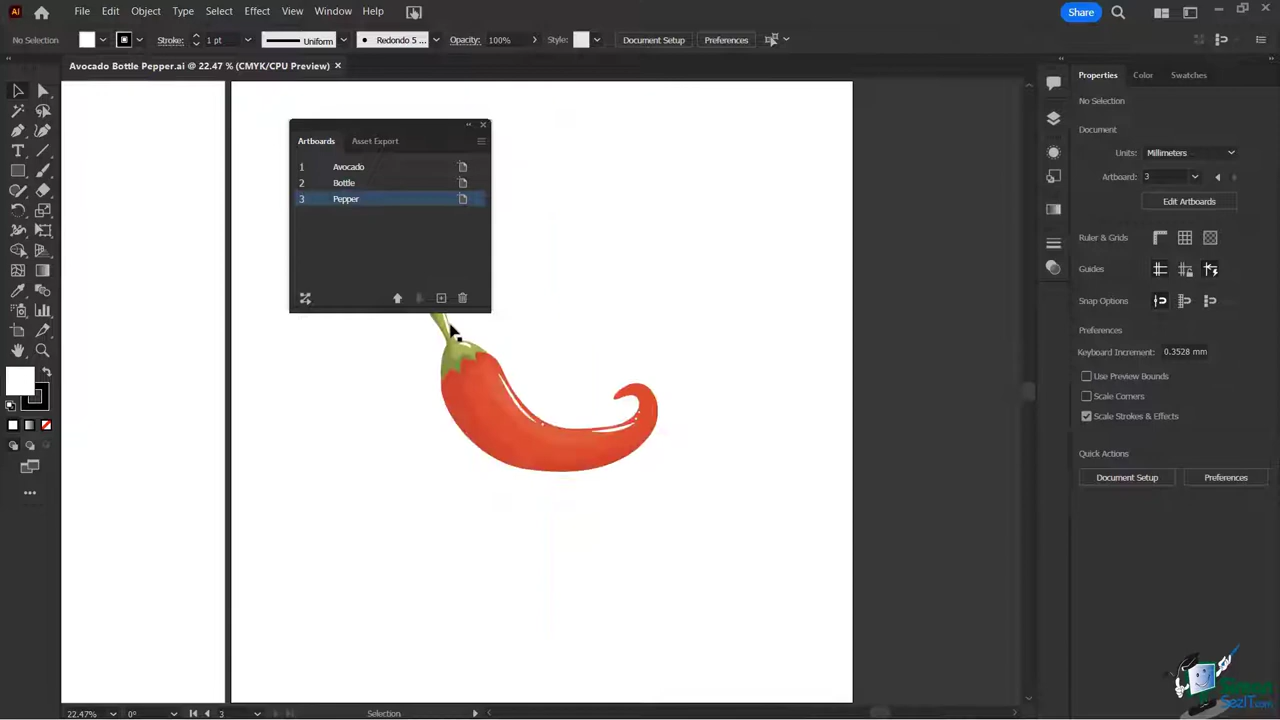 Ai File Edit Object Type Select Effect View Window Help Share
No Selection Stroke: 1 pt Uniform Redondo 5 ... Opacity: 100% Style: Document Setup Preferences
Avocado Bottle Pepper.ai @ 22.47 % (CMYK/CPU Preview) ×
Artboards Asset Export
1 Avocado
2 Bottle
3 Pepper
Properties Color Swatches
No Selection
Document
Units: Millimeters
Artboard: 3
Edit Artboards
Ruler & Grids
Guides
Snap Options
Preferences
Keyboard Increment: 0.3528 mm
Use Preview Bounds
Scale Corners
Scale Strokes & Effects
Quick Actions
Document Setup Preferences
22.47% 0° 3 Selection
SezIT.com